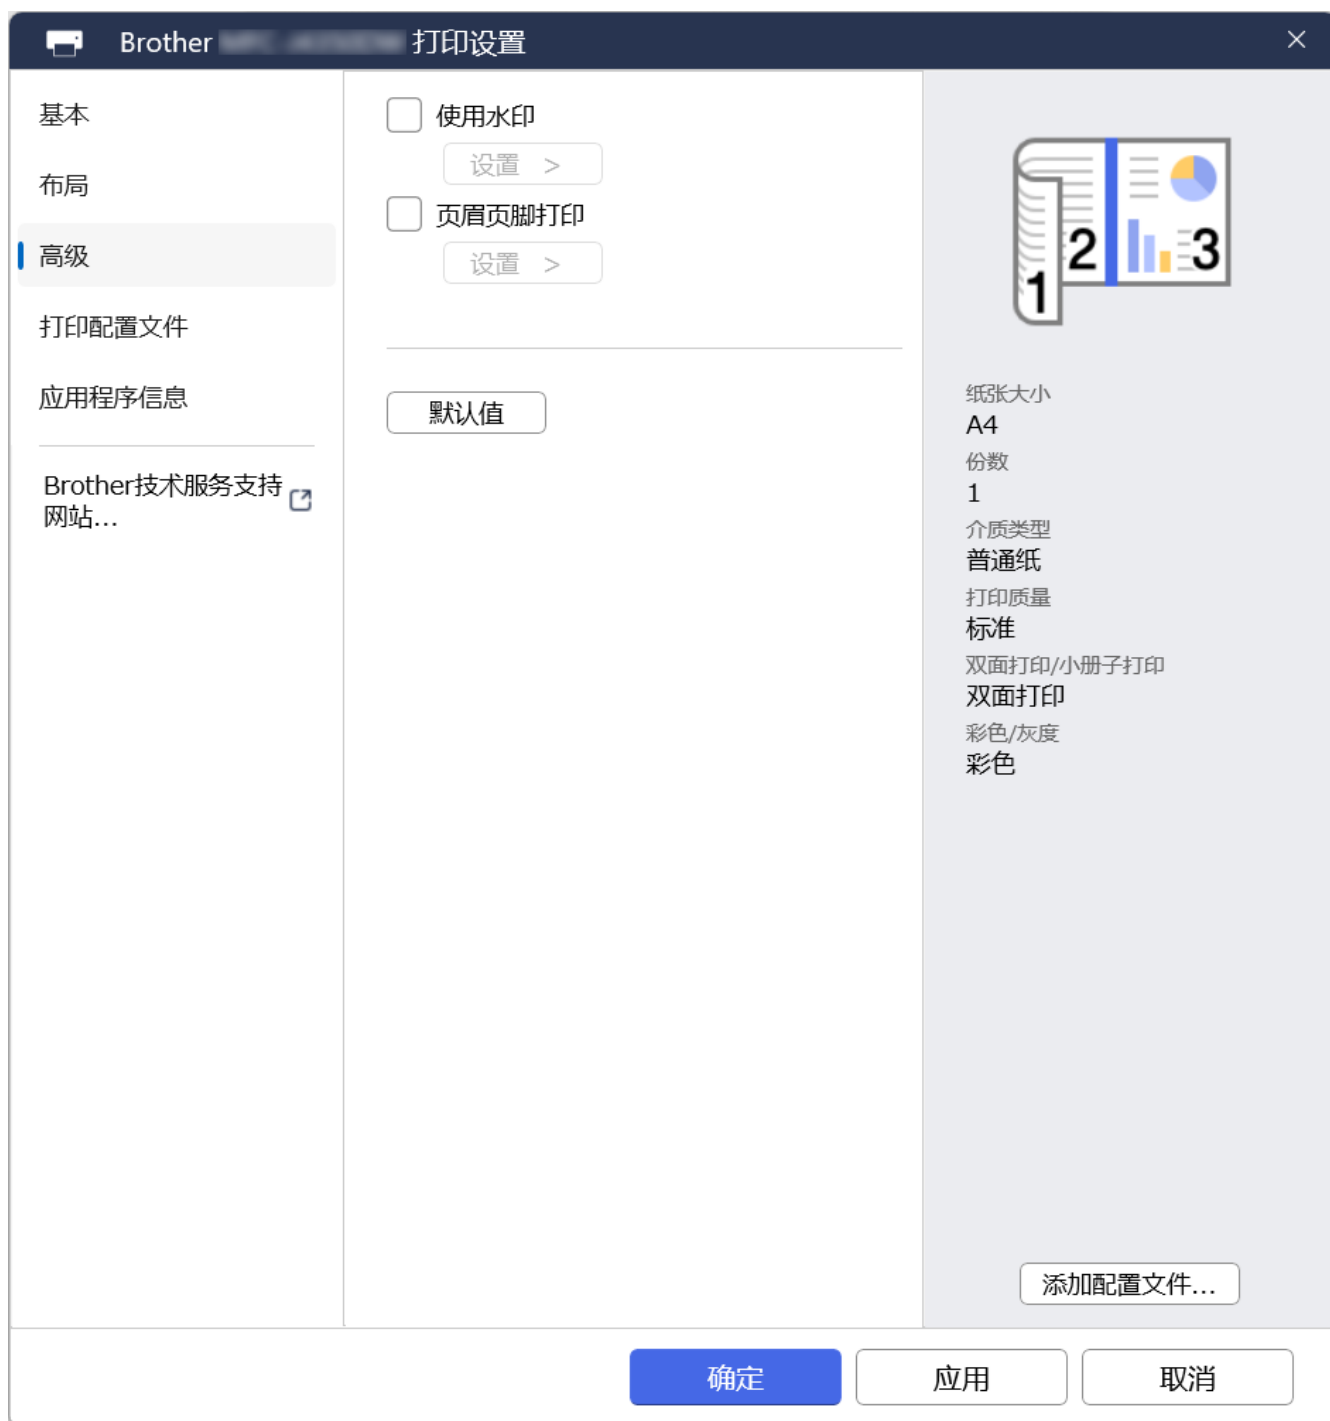 Brother 打印设置
基本
布局
高级
打印配置文件
应用程序信息
Brother技术服务支持
网站...
使用水印
设置 >
页眉页脚打印
设置 >
默认值
1
2
3
纸张大小
A4
份数
1
介质类型
普通纸
打印质量
标准
双面打印/小册子打印
双面打印
彩色/灰度
彩色
添加配置文件...
确定
应用
取消